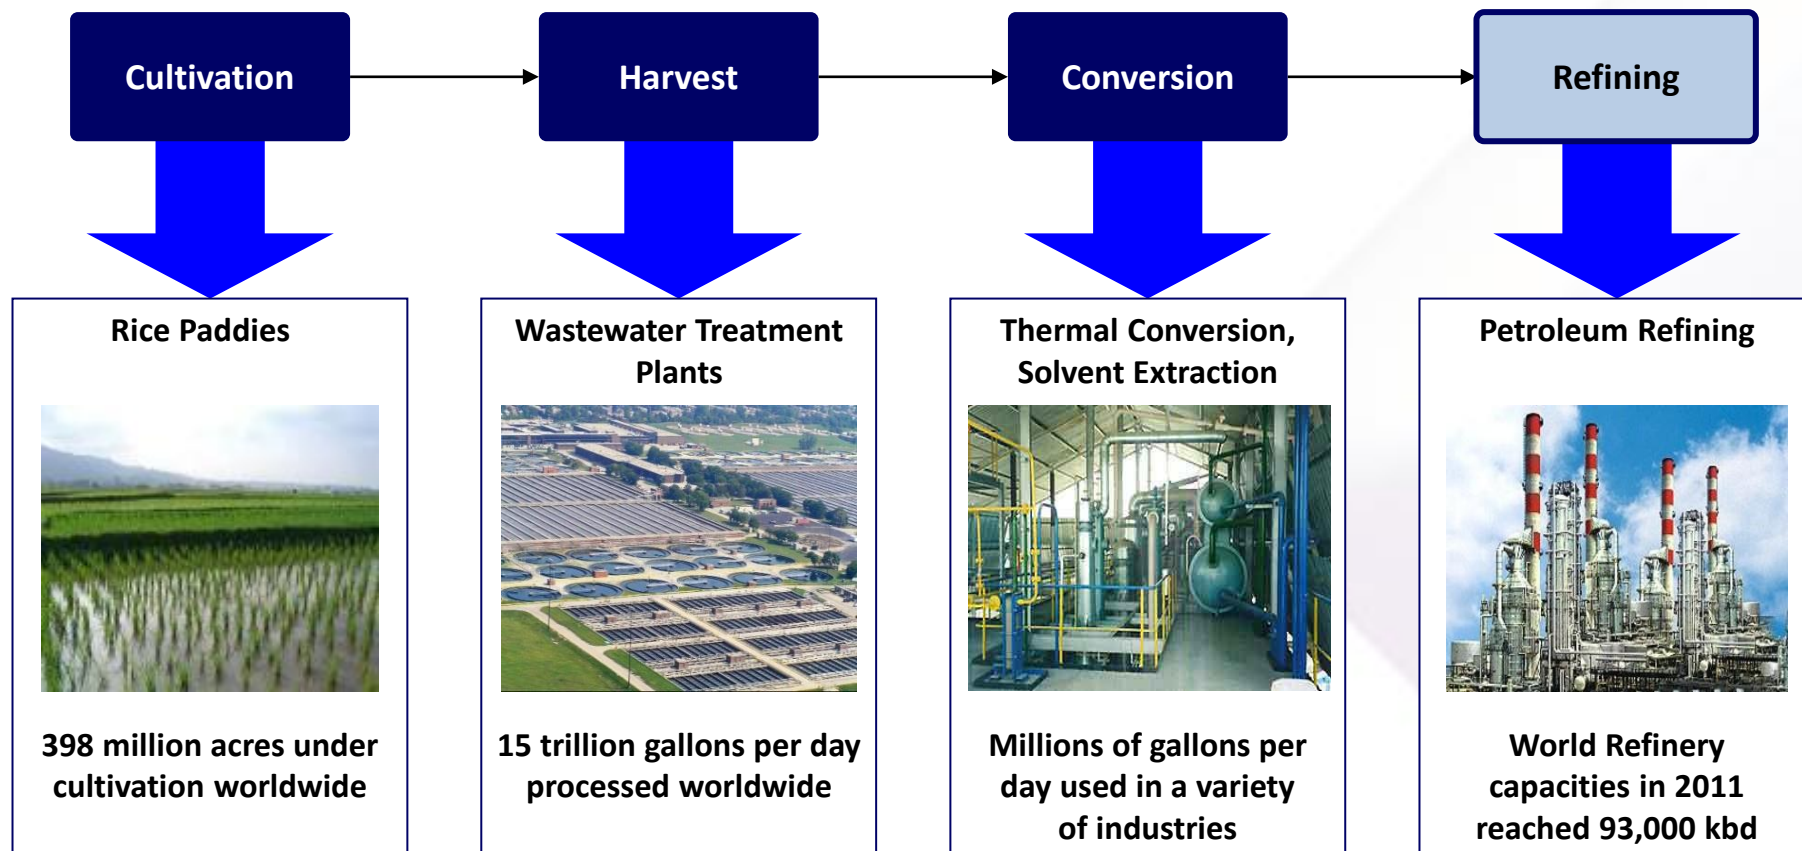 Cultivation
Harvest
Conversion
Refining
Rice Paddies
398 million acres under
cultivation worldwide
Wastewater Treatment
Plants
15 trillion gallons per day
processed worldwide
Thermal Conversion,
Solvent Extraction
Millions of gallons per
day used in a variety
of industries
Petroleum Refining
World Refinery
capacities in 2011
reached 93,000 kbd